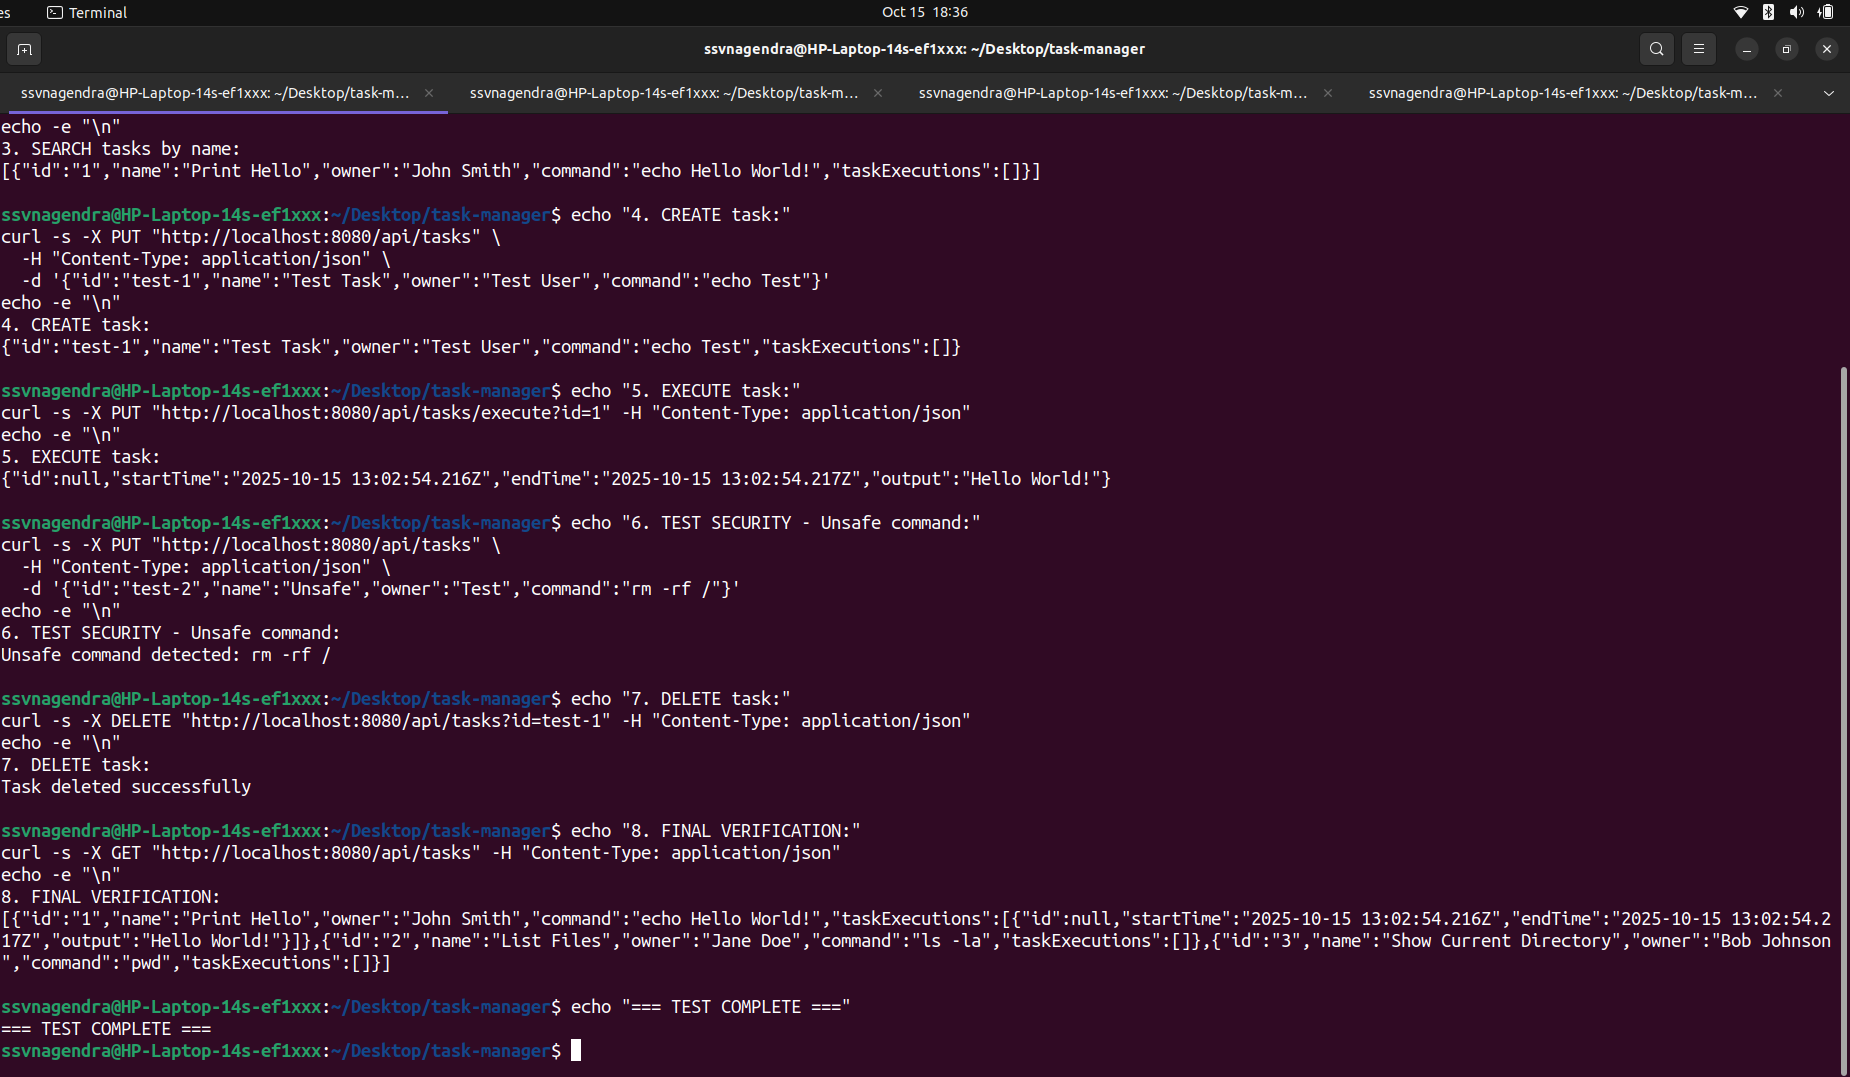 es Terminal Oct 15 18:36
ssvnagendra@HP-Laptop-14s-ef1xxx: ~/Desktop/task-manager
ssvnagendra@HP-Laptop-14s-ef1xxx: ~/Desktop/task-m... ssvnagendra@HP-Laptop-14s-ef1xxx: ~/Desktop/task-m... ssvnagendra@HP-Laptop-14s-ef1xxx: ~/Desktop/task-m... ssvnagendra@HP-Laptop-14s-ef1xxx: ~/Desktop/task-m...
echo -e "\n"
3. SEARCH tasks by name:
[{"id":"1","name":"Print Hello","owner":"John Smith","command":"echo Hello World!","taskExecutions":[]}]
ssvnagendra@HP-Laptop-14s-ef1xxx:~/Desktop/task-manager$ echo "4. CREATE task:"
curl -s -X PUT "http://localhost:8080/api/tasks" \
  -H "Content-Type: application/json" \
  -d '{"id":"test-1","name":"Test Task","owner":"Test User","command":"echo Test"}'
echo -e "\n"
4. CREATE task:
{"id":"test-1","name":"Test Task","owner":"Test User","command":"echo Test","taskExecutions":[]}
ssvnagendra@HP-Laptop-14s-ef1xxx:~/Desktop/task-manager$ echo "5. EXECUTE task:"
curl -s -X PUT "http://localhost:8080/api/tasks/execute?id=1" -H "Content-Type: application/json"
echo -e "\n"
5. EXECUTE task:
{"id":null,"startTime":"2025-10-15 13:02:54.216Z","endTime":"2025-10-15 13:02:54.217Z","output":"Hello World!"}
ssvnagendra@HP-Laptop-14s-ef1xxx:~/Desktop/task-manager$ echo "6. TEST SECURITY - Unsafe command:"
curl -s -X PUT "http://localhost:8080/api/tasks" \
  -H "Content-Type: application/json" \
  -d '{"id":"test-2","name":"Unsafe","owner":"Test","command":"rm -rf /"}'
echo -e "\n"
6. TEST SECURITY - Unsafe command:
Unsafe command detected: rm -rf /
ssvnagendra@HP-Laptop-14s-ef1xxx:~/Desktop/task-manager$ echo "7. DELETE task:"
curl -s -X DELETE "http://localhost:8080/api/tasks?id=test-1" -H "Content-Type: application/json"
echo -e "\n"
7. DELETE task:
Task deleted successfully
ssvnagendra@HP-Laptop-14s-ef1xxx:~/Desktop/task-manager$ echo "8. FINAL VERIFICATION:"
curl -s -X GET "http://localhost:8080/api/tasks" -H "Content-Type: application/json"
echo -e "\n"
8. FINAL VERIFICATION:
[{"id":"1","name":"Print Hello","owner":"John Smith","command":"echo Hello World!","taskExecutions":[{"id":null,"startTime":"2025-10-15 13:02:54.216Z","endTime":"2025-10-15 13:02:54.2
17Z","output":"Hello World!"}]},{"id":"2","name":"List Files","owner":"Jane Doe","command":"ls -la","taskExecutions":[]},{"id":"3","name":"Show Current Directory","owner":"Bob Johnson
","command":"pwd","taskExecutions":[]}]
ssvnagendra@HP-Laptop-14s-ef1xxx:~/Desktop/task-manager$ echo "=== TEST COMPLETE ==="
=== TEST COMPLETE ===
ssvnagendra@HP-Laptop-14s-ef1xxx:~/Desktop/task-manager$